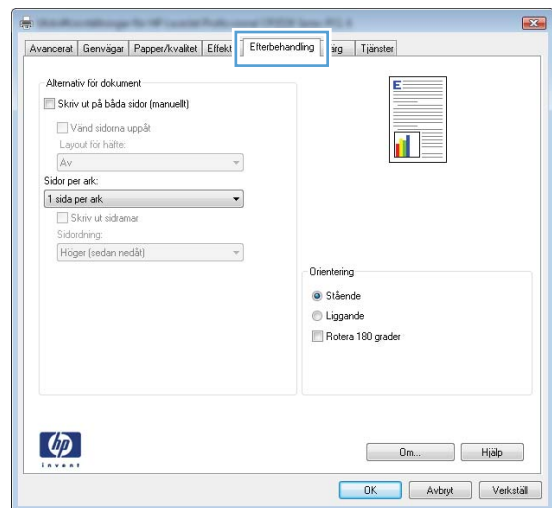 Avancerat Genvägar Papper/kvalitet Effekt Efterbehandling rg Tjänster
Alternativ för dokument
Skriv ut på båda sidor (manuellt)
Vänd sidorna uppåt
Layout för häfte:
Av
Sidor per ark:
1 sida per ark
Skriv ut sidramar
Sidordning:
Höger (sedan nedåt)
E
Orientering
Stående
Liggande
Rotera 180 grader
hp
invent
Om... Hjälp
OK Avbryt Verkställ